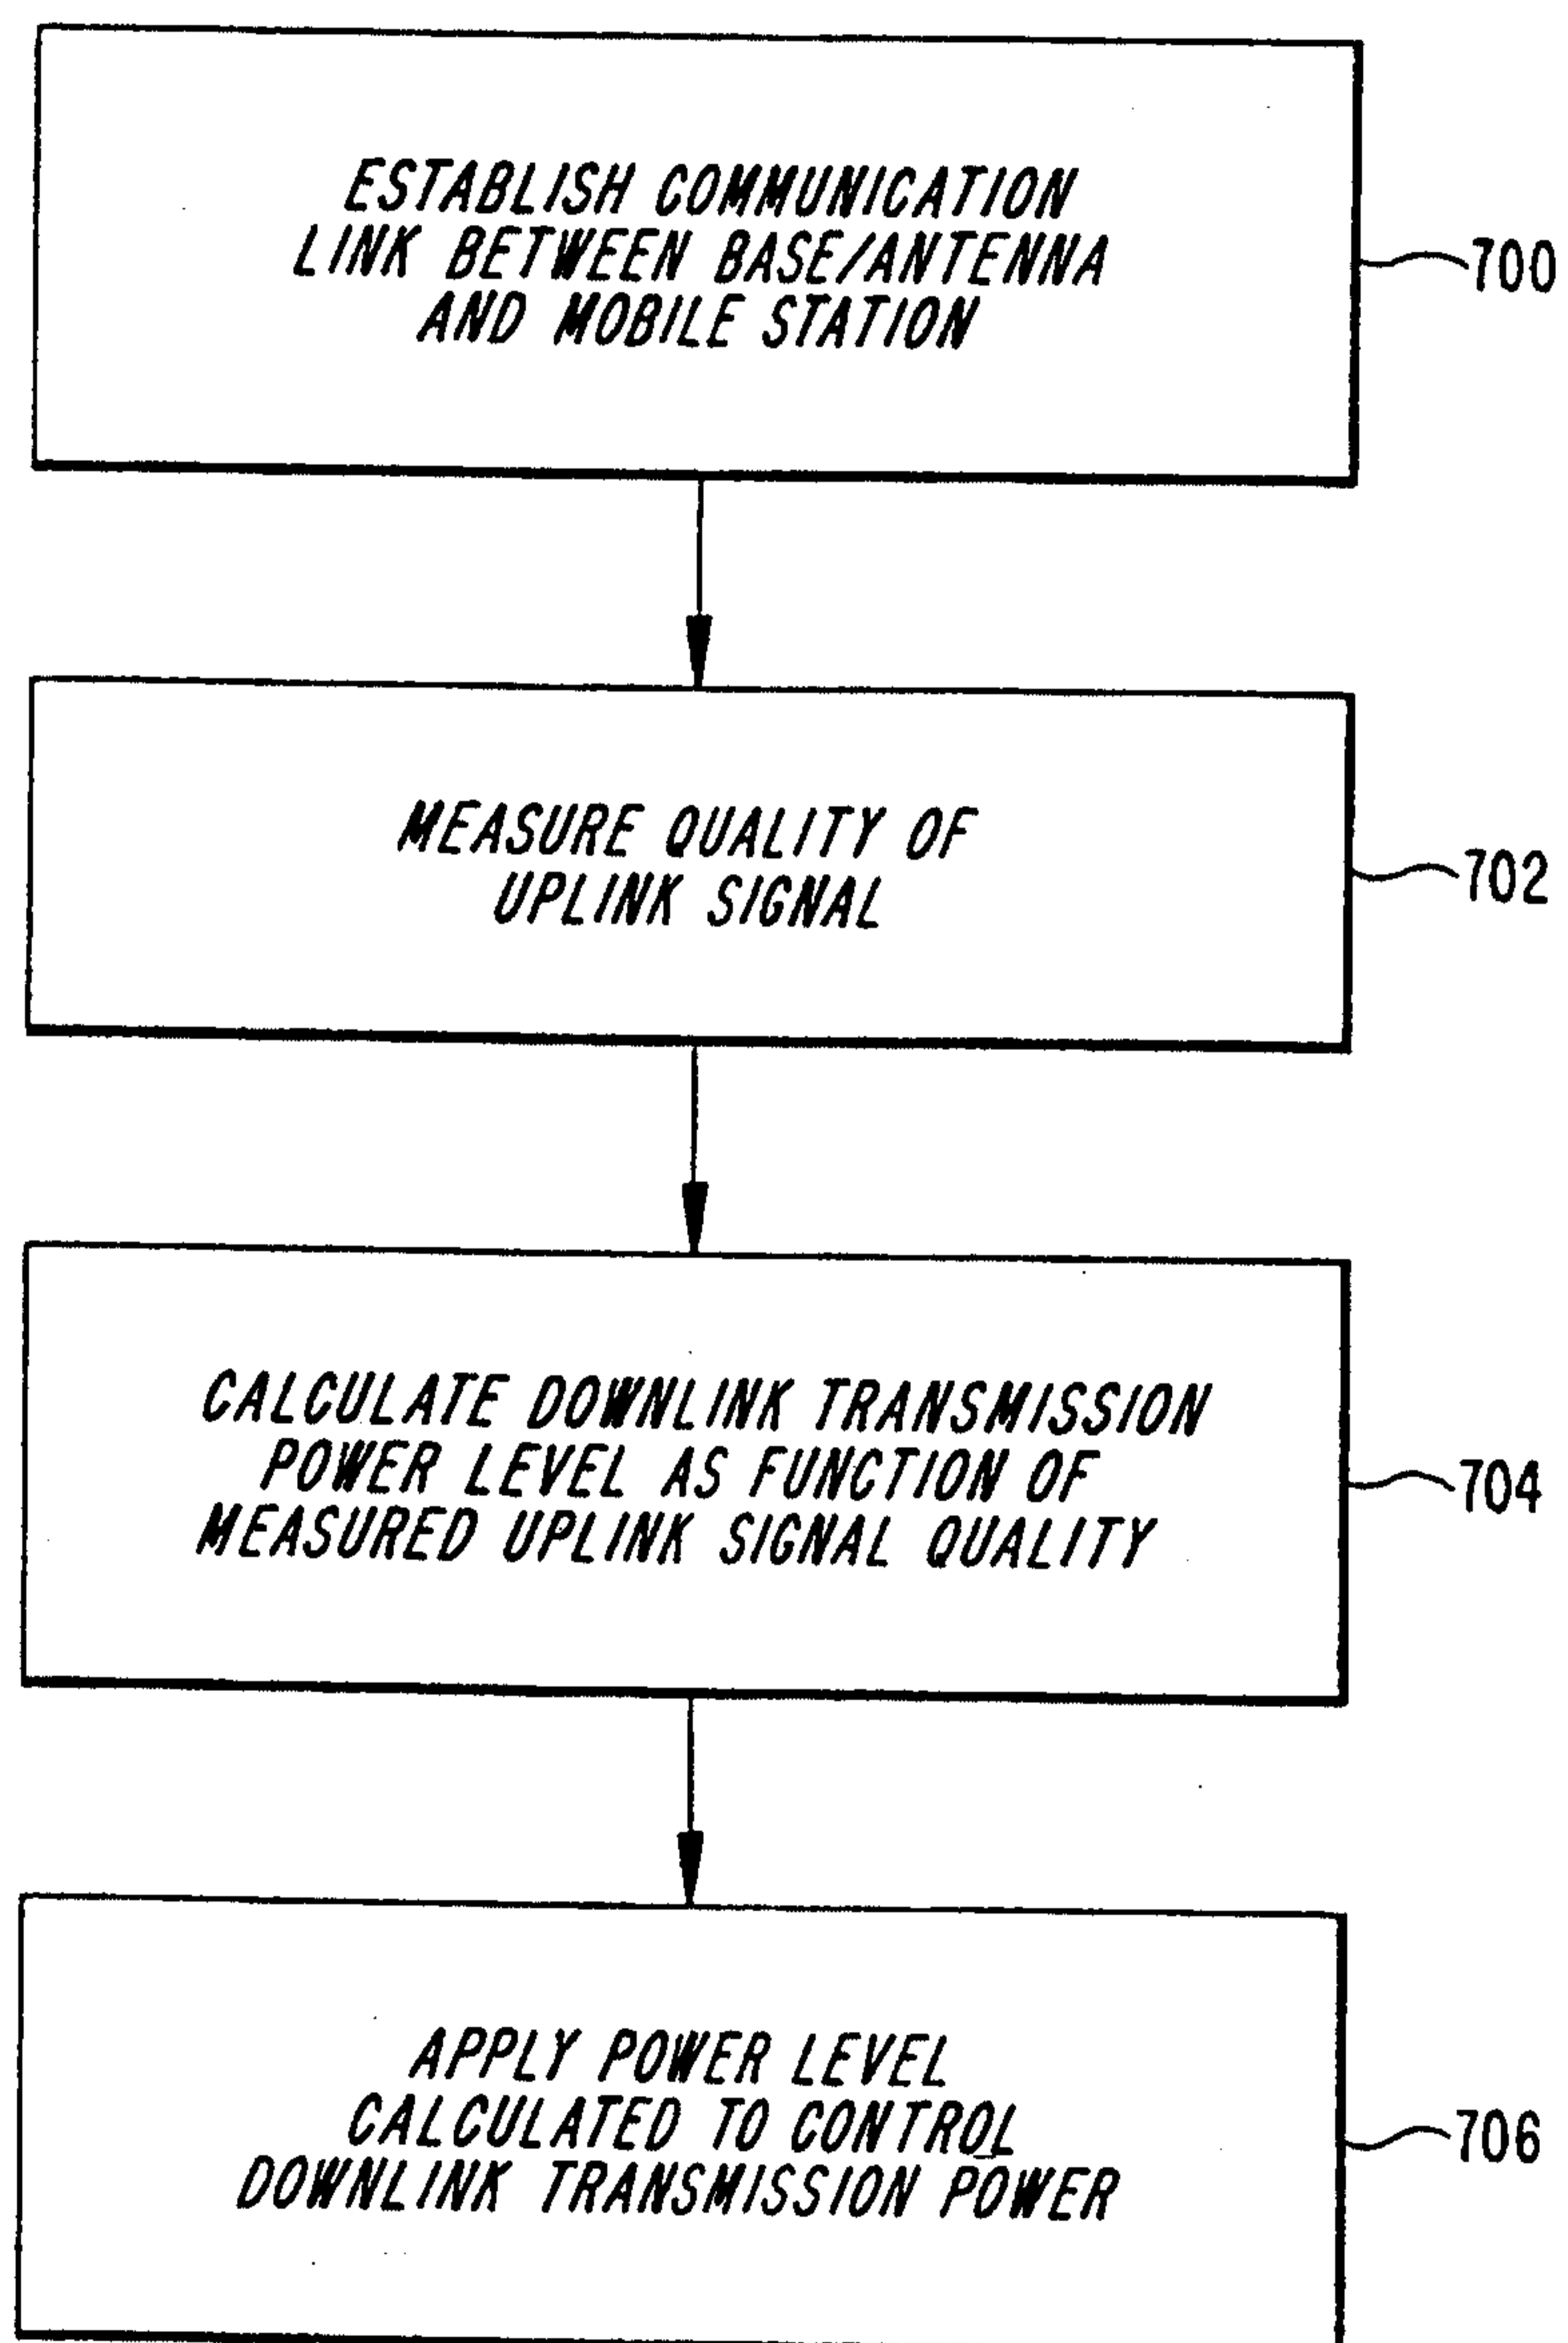 ESTABLISH COMMUNICATION
LINK BETWEEN BASE/ANTENNA
AND MOBILE STATION
700
MEASURE QUALITY OF
UPLINK SIGNAL
702
CALCULATE DOWNLINK TRANSMISSION
POWER LEVEL AS FUNCTION OF
MEASURED UPLINK SIGNAL QUALITY
704
APPLY POWER LEVEL
CALCULATED TO CONTROL
DOWNLINK TRANSMISSION POWER
706